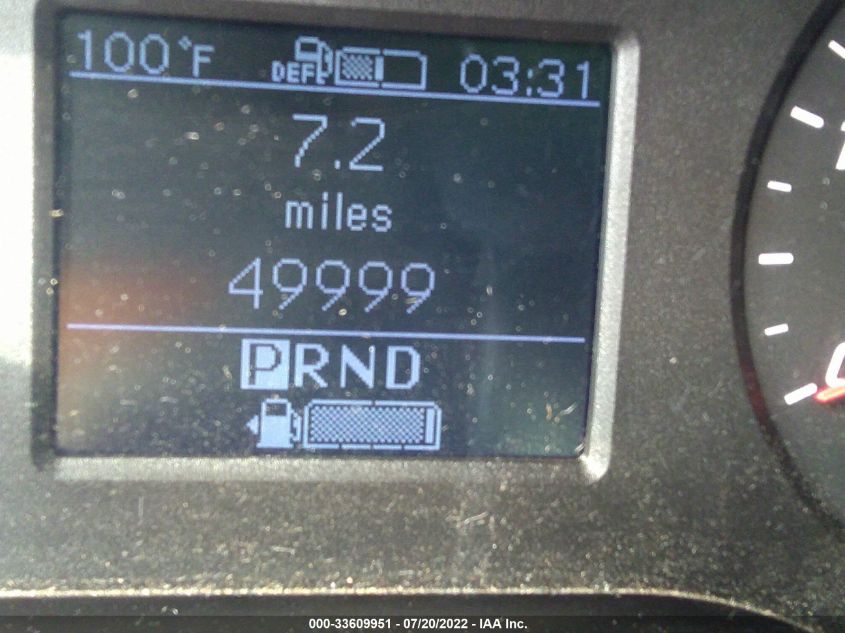 100°F DEF 03:31
7.2
miles
49999
PRND
000-33609951 - 07/20/2022 - IAA Inc.